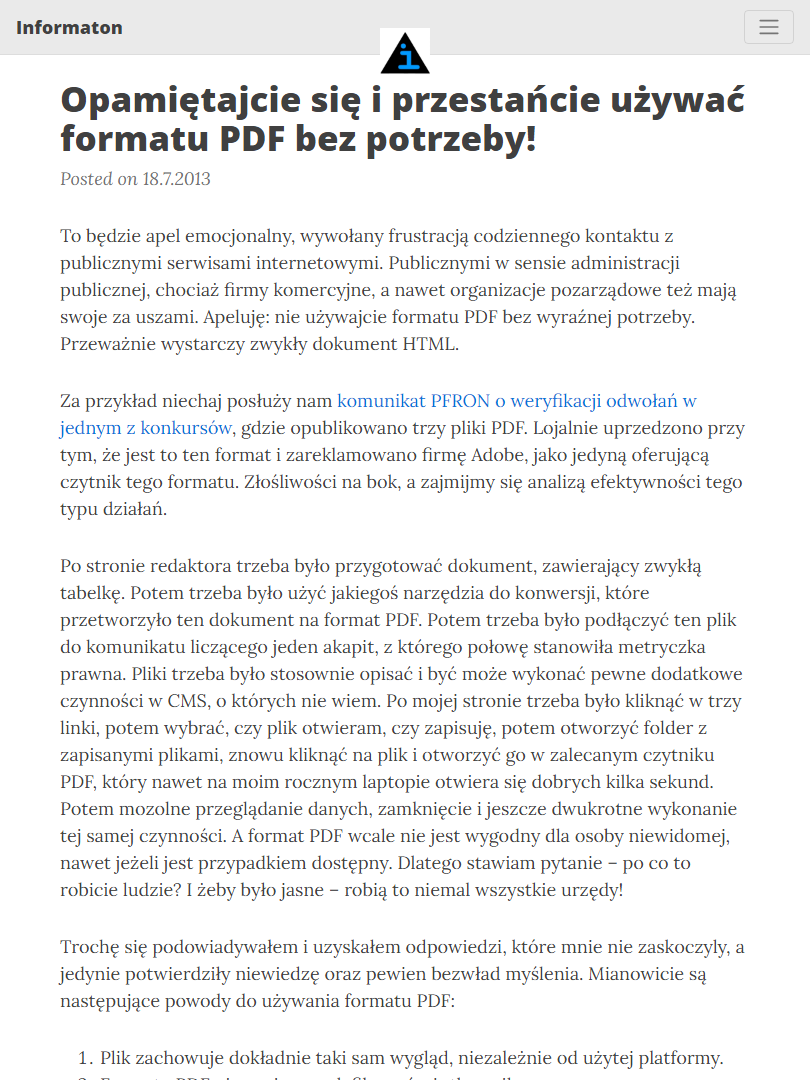 Informaton
Opamiętajcie się i przestańcie używać
formatu PDF bez potrzeby!
Posted on 18.7.2013
To będzie apel emocjonalny, wywołany frustracją codziennego kontaktu z
publicznymi serwisami internetowymi. Publicznymi w sensie administracji
publicznej, chociaż firmy komercyjne, a nawet organizacje pozarządowe też mają
swoje za uszami. Apeluję: nie używajcie formatu PDF bez wyraźnej potrzeby.
Przeważnie wystarczy zwykły dokument HTML.
Za przykład niechaj posłuży nam komunikat PFRON o weryfikacji odwołań w
jednym z konkursów, gdzie opublikowano trzy pliki PDF. Lojalnie uprzedzono przy
tym, że jest to ten format i zareklamowano firmę Adobe, jako jedyną oferującą
czytnik tego formatu. Złośliwości na bok, a zajmijmy się analizą efektywności tego
typu działań.
Po stronie redaktora trzeba było przygotować dokument, zawierający zwykłą
tabelkę. Potem trzeba było użyć jakiegoś narzędzia do konwersji, które
przetworzyło ten dokument na format PDF. Potem trzeba było podłączyć ten plik
do komunikatu liczącego jeden akapit, z którego połowę stanowiła metryczka
prawna. Pliki trzeba było stosownie opisać i być może wykonać pewne dodatkowe
czynności w CMS, o których nie wiem. Po mojej stronie trzeba było kliknąć w trzy
linki, potem wybrać, czy plik otwieram, czy zapisuję, potem otworzyć folder z
zapisanymi plikami, znowu kliknąć na plik i otworzyć go w zalecanym czytniku
PDF, który nawet na moim rocznym laptopie otwiera się dobrych kilka sekund.
Potem mozolne przeglądanie danych, zamknięcie i jeszcze dwukrotne wykonanie
tej samej czynności. A format PDF wcale nie jest wygodny dla osoby niewidomej,
nawet jeżeli jest przypadkiem dostępny. Dlatego stawiam pytanie – po co to
robicie ludzie? I żeby było jasne – robią to niemal wszystkie urzędy!
Trochę się podowiadywałem i uzyskałem odpowiedzi, które mnie nie zaskoczyly, a
jedynie potwierdziły niewiedzę oraz pewien bezwład myślenia. Mianowicie są
następujące powody do używania formatu PDF:
1. Plik zachowuje dokładnie taki sam wygląd, niezależnie od użytej platformy.